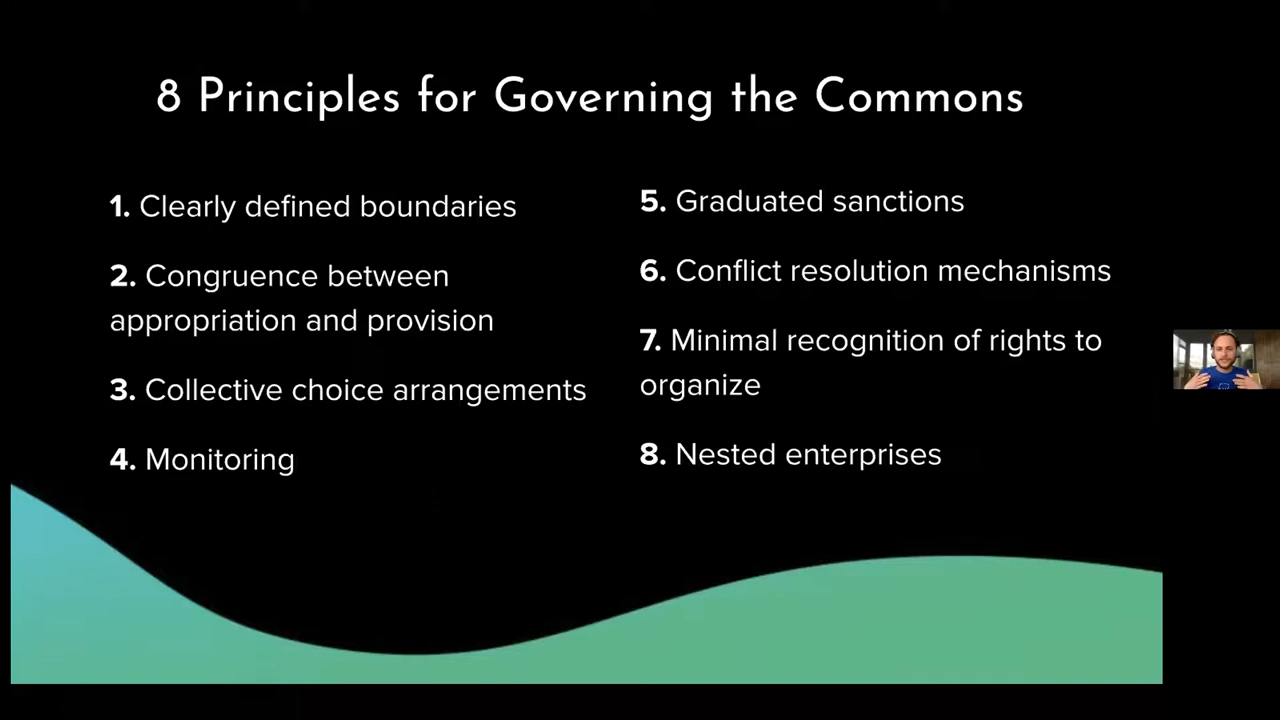 8 Principles for Governing the Commons
1. Clearly defined boundaries
2. Congruence between
appropriation and provision
3. Collective choice arrangements
4. Monitoring
5. Graduated sanctions
6. Conflict resolution mechanisms
7. Minimal recognition of rights to
organize
8. Nested enterprises